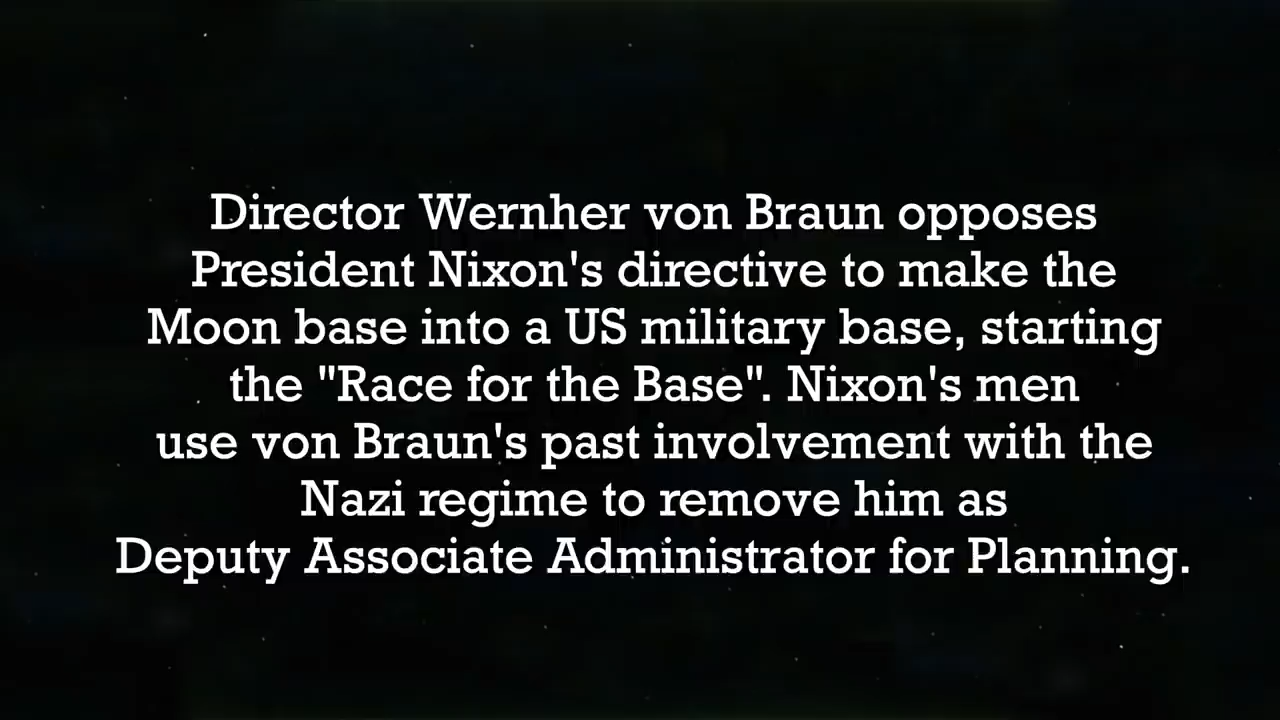 Director Wernher von Braun opposes
President Nixon's directive to make the
Moon base into a US military base, starting
the "Race for the Base". Nixon's men
use von Braun's past involvement with the
Nazi regime to remove him as
Deputy Associate Administrator for Planning.